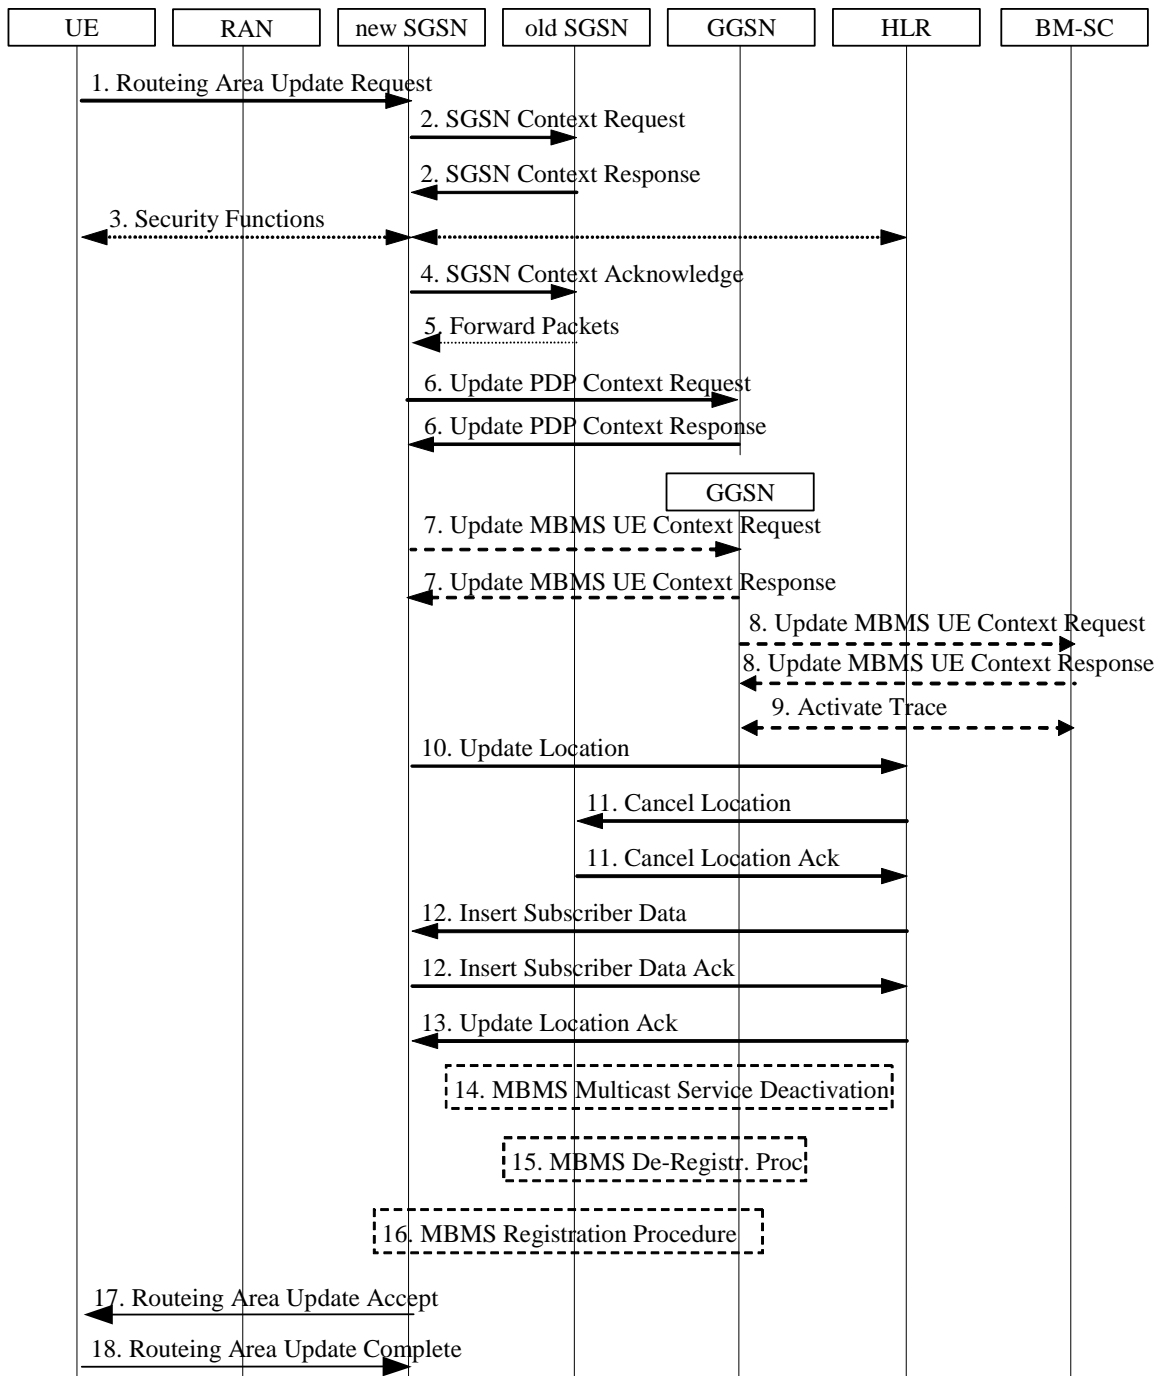 UE
RAN
new SGSN
old SGSN
GGSN
HLR
BM-SC
1. Routeing Area Update Request
2. SGSN Context Request
2. SGSN Context Response
3. Security Functions
4. SGSN Context Acknowledge
5. Forward Packets
6. Update PDP Context Request
6. Update PDP Context Response
GGSN
7. Update MBMS UE Context Request
7. Update MBMS UE Context Response
8. Update MBMS UE Context Request
8. Update MBMS UE Context Response
9. Activate Trace
10. Update Location
11. Cancel Location
11. Cancel Location Ack
12. Insert Subscriber Data
12. Insert Subscriber Data Ack
13. Update Location Ack
14. MBMS Multicast Service Deactivation
15. MBMS De-Registr. Proc
16. MBMS Registration Procedure
17. Routeing Area Update Accept
18. Routeing Area Update Complete